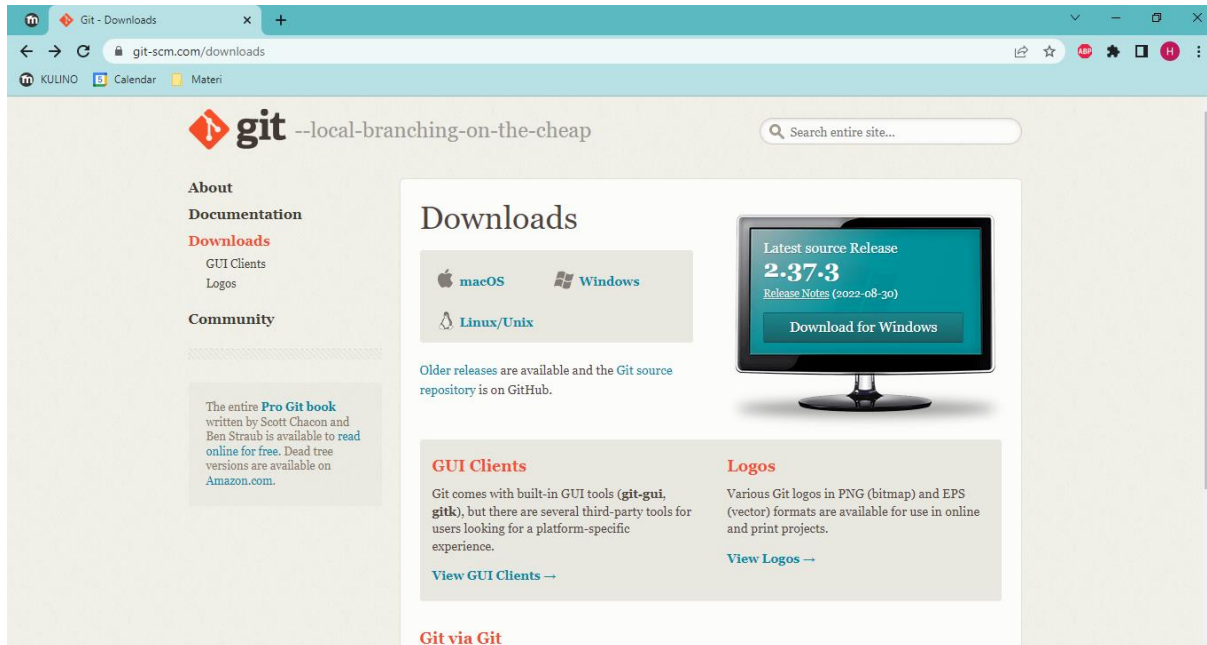 Git - Downloads
git-scm.com/downloads
ABP
H
KULINO
5 Calendar
Materi
git --local-branching-on-the-cheap
Search entire site...
About
Documentation
Downloads
GUI Clients
Logos
Community
The entire Pro Git book
written by Scott Chacon and
Ben Straub is available to read
online for free. Dead tree
versions are available on
Amazon.com.
Downloads
macOS
Windows
Linux/Unix
Older releases are available and the Git source
repository is on GitHub.
Latest source Release
2.37.3
Release Notes (2022-08-30)
Download for Windows
GUI Clients
Git comes with built-in GUI tools (git-gui,
gitk), but there are several third-party tools for
users looking for a platform-specific
experience.
View GUI Clients →
Logos
Various Git logos in PNG (bitmap) and EPS
(vector) formats are available for use in online
and print projects.
View Logos →
Git via Git